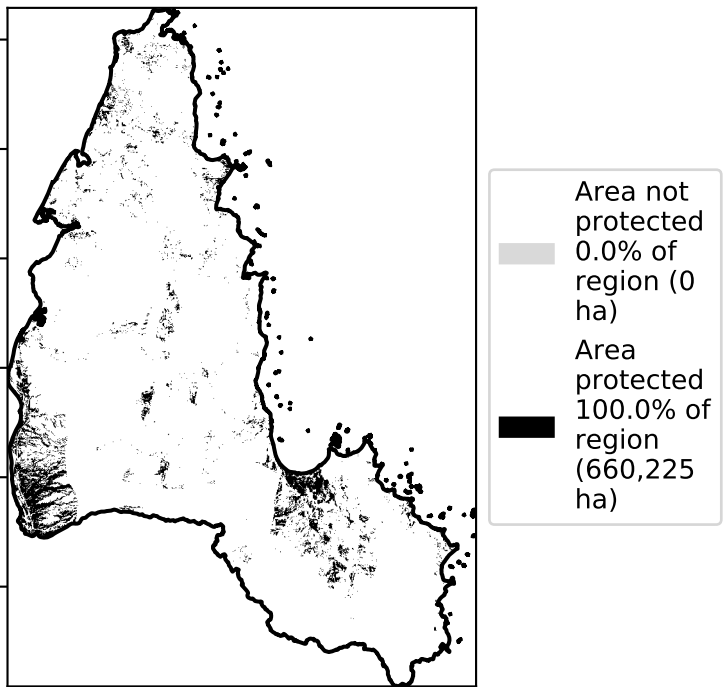 Area not
protected
0.0% of
region (0
ha)
Area
protected
100.0% of
region
(660,225
ha)